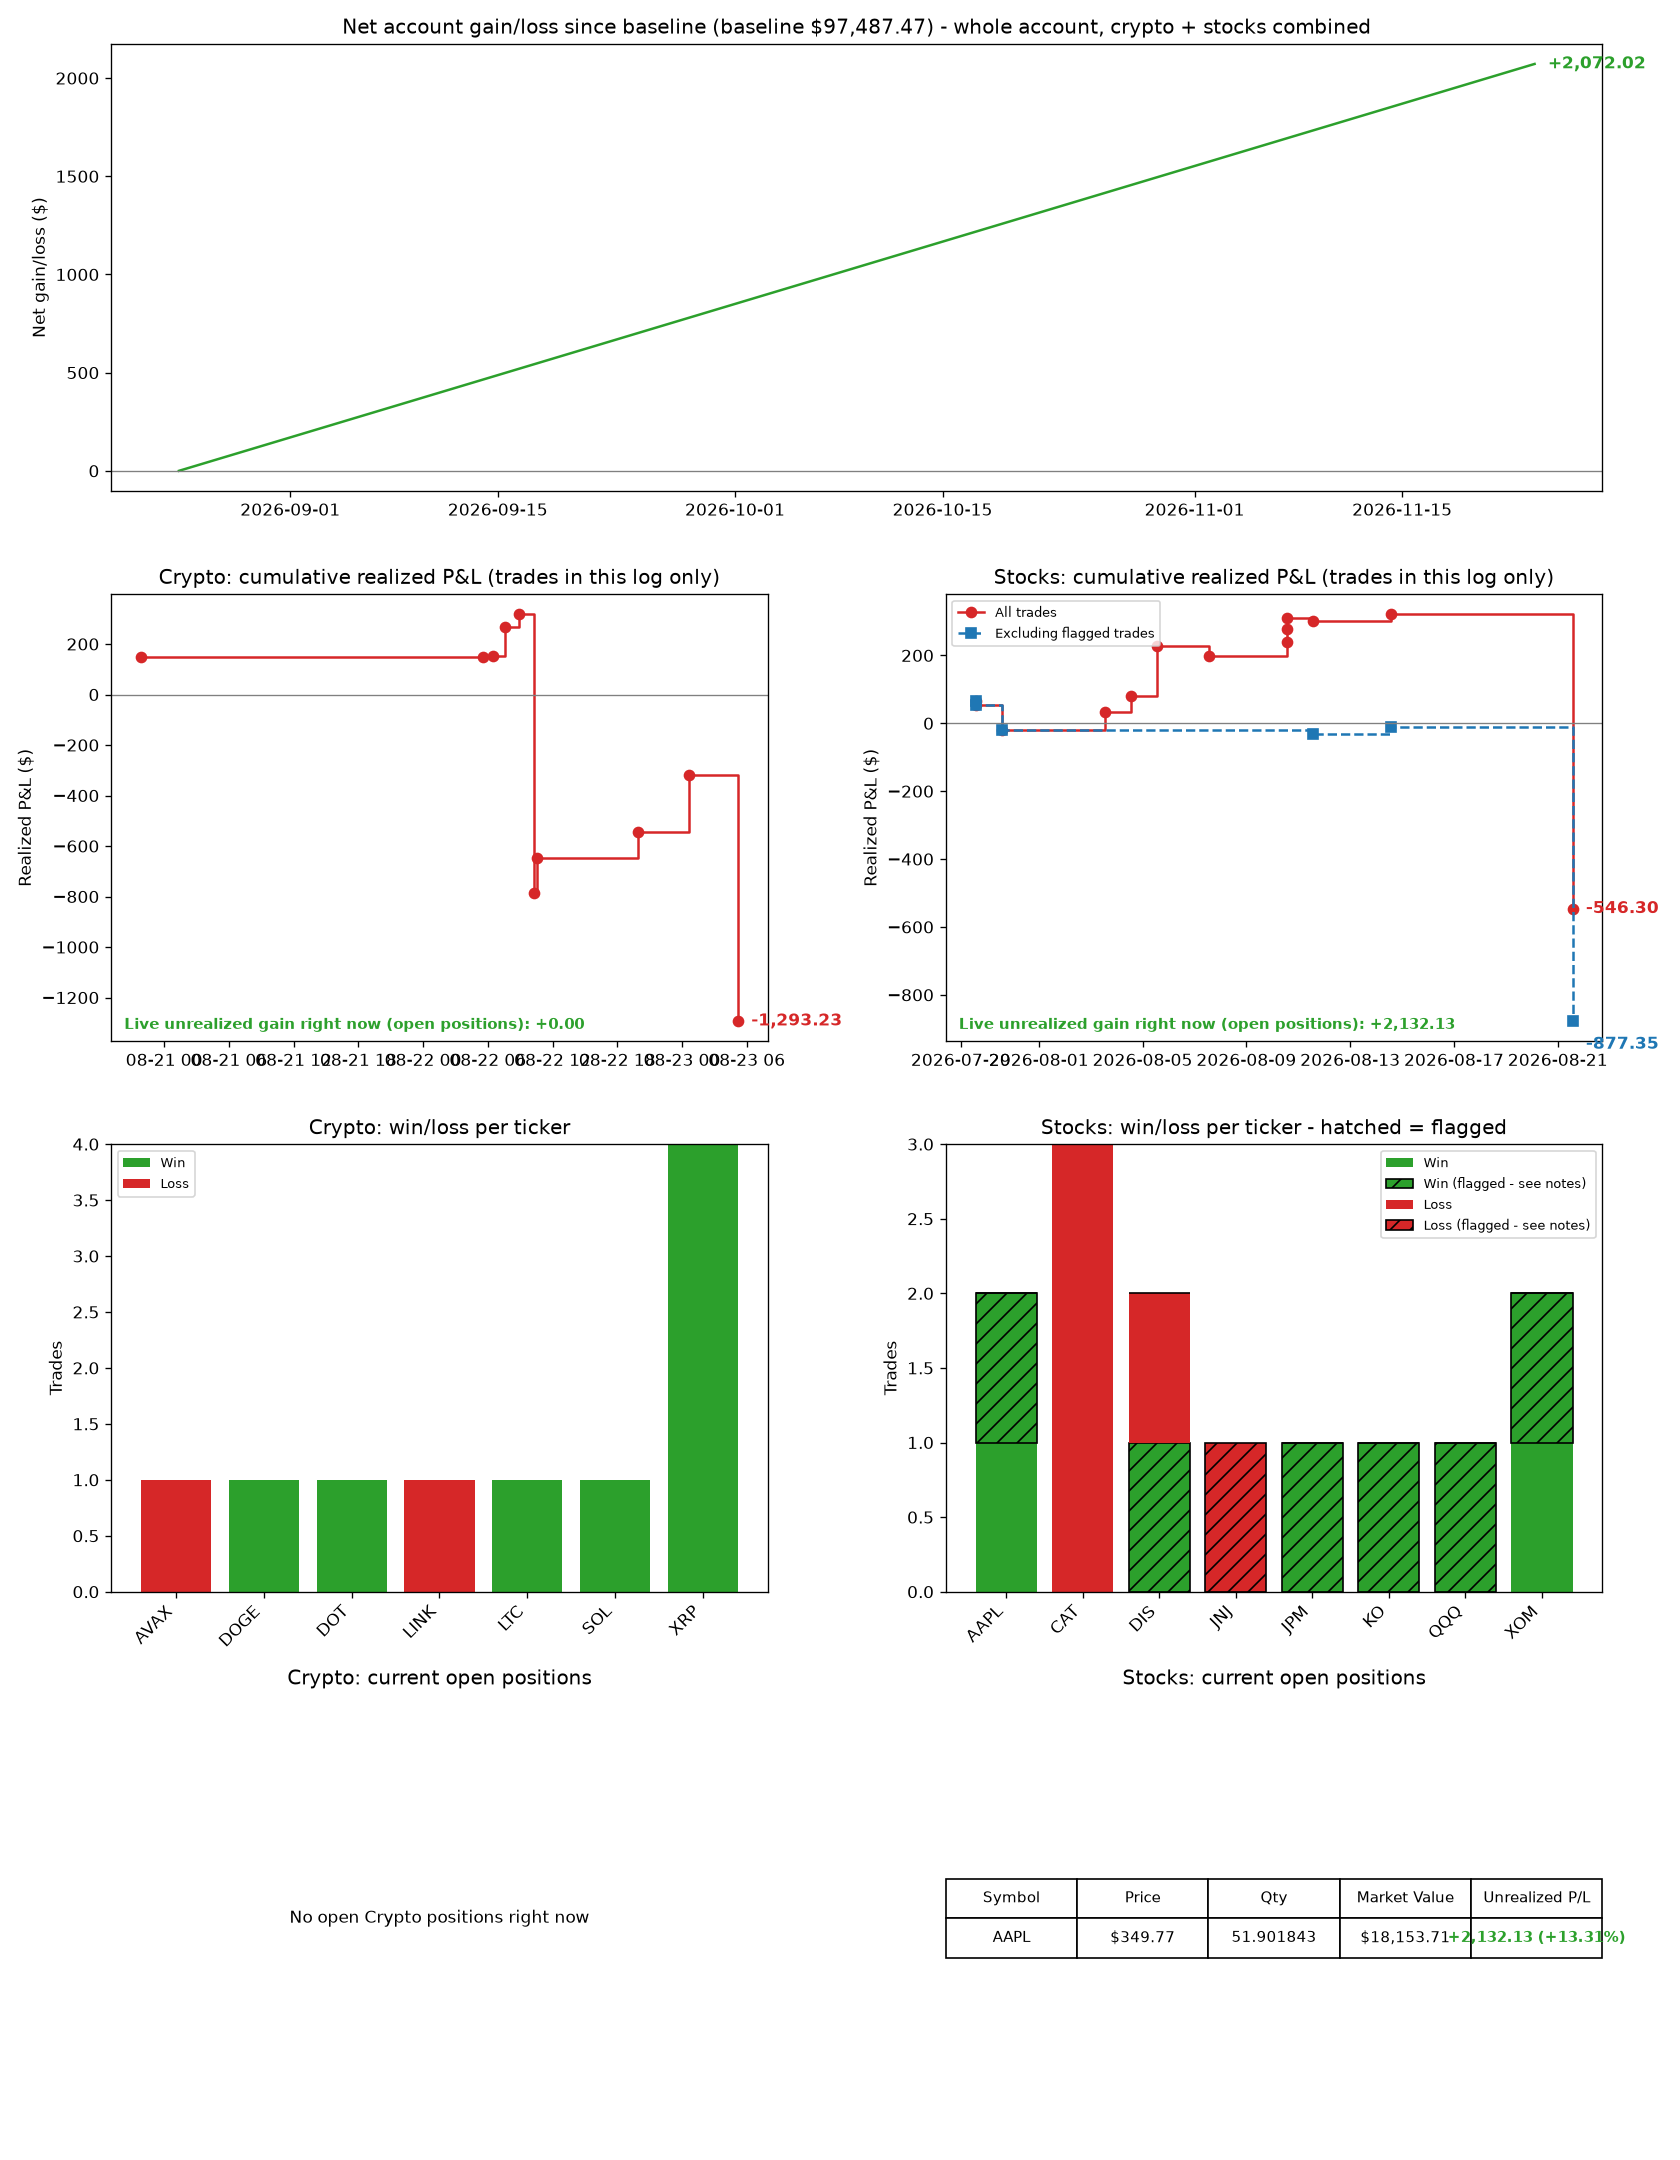 Net account gain/loss since baseline (baseline $97,487.47) - whole account, crypto + stocks combined
+2,072.02
2000
1500
1000
500
0
Net gain/loss ($)
2026-09-01
2026-09-15
2026-10-01
2026-10-15
2026-11-01
2026-11-15
Crypto: cumulative realized P&L (trades in this log only)
200
0
−200
−400
−600
−800
−1000
−1200
Realized P&L ($)
-1,293.23
Live unrealized gain right now (open positions): +0.00
08-21 00
08-21 06
08-21 12
08-21 18
08-22 00
08-22 06
08-22 12
08-22 18
08-23 00
08-23 06
Stocks: cumulative realized P&L (trades in this log only)
All trades
Excluding flagged trades
200
0
−200
−400
−600
−800
Realized P&L ($)
-546.30
-877.35
Live unrealized gain right now (open positions): +2,132.13
2026-07-29
2026-08-01
2026-08-05
2026-08-09
2026-08-13
2026-08-17
2026-08-21
Crypto: win/loss per ticker
Win
Loss
4.0
3.5
3.0
2.5
2.0
1.5
1.0
0.5
0.0
Trades
AVAX
DOGE
DOT
LINK
LTC
SOL
XRP
Stocks: win/loss per ticker - hatched = flagged
Win
Win (flagged - see notes)
Loss
Loss (flagged - see notes)
3.0
2.5
2.0
1.5
1.0
0.5
0.0
Trades
AAPL
CAT
DIS
JNJ
JPM
KO
QQQ
XOM
Crypto: current open positions
No open Crypto positions right now
Stocks: current open positions
Symbol Price Qty Market Value Unrealized P/L
AAPL $349.77 51.901843 $18,153.71 +2,132.13 (+13.31%)